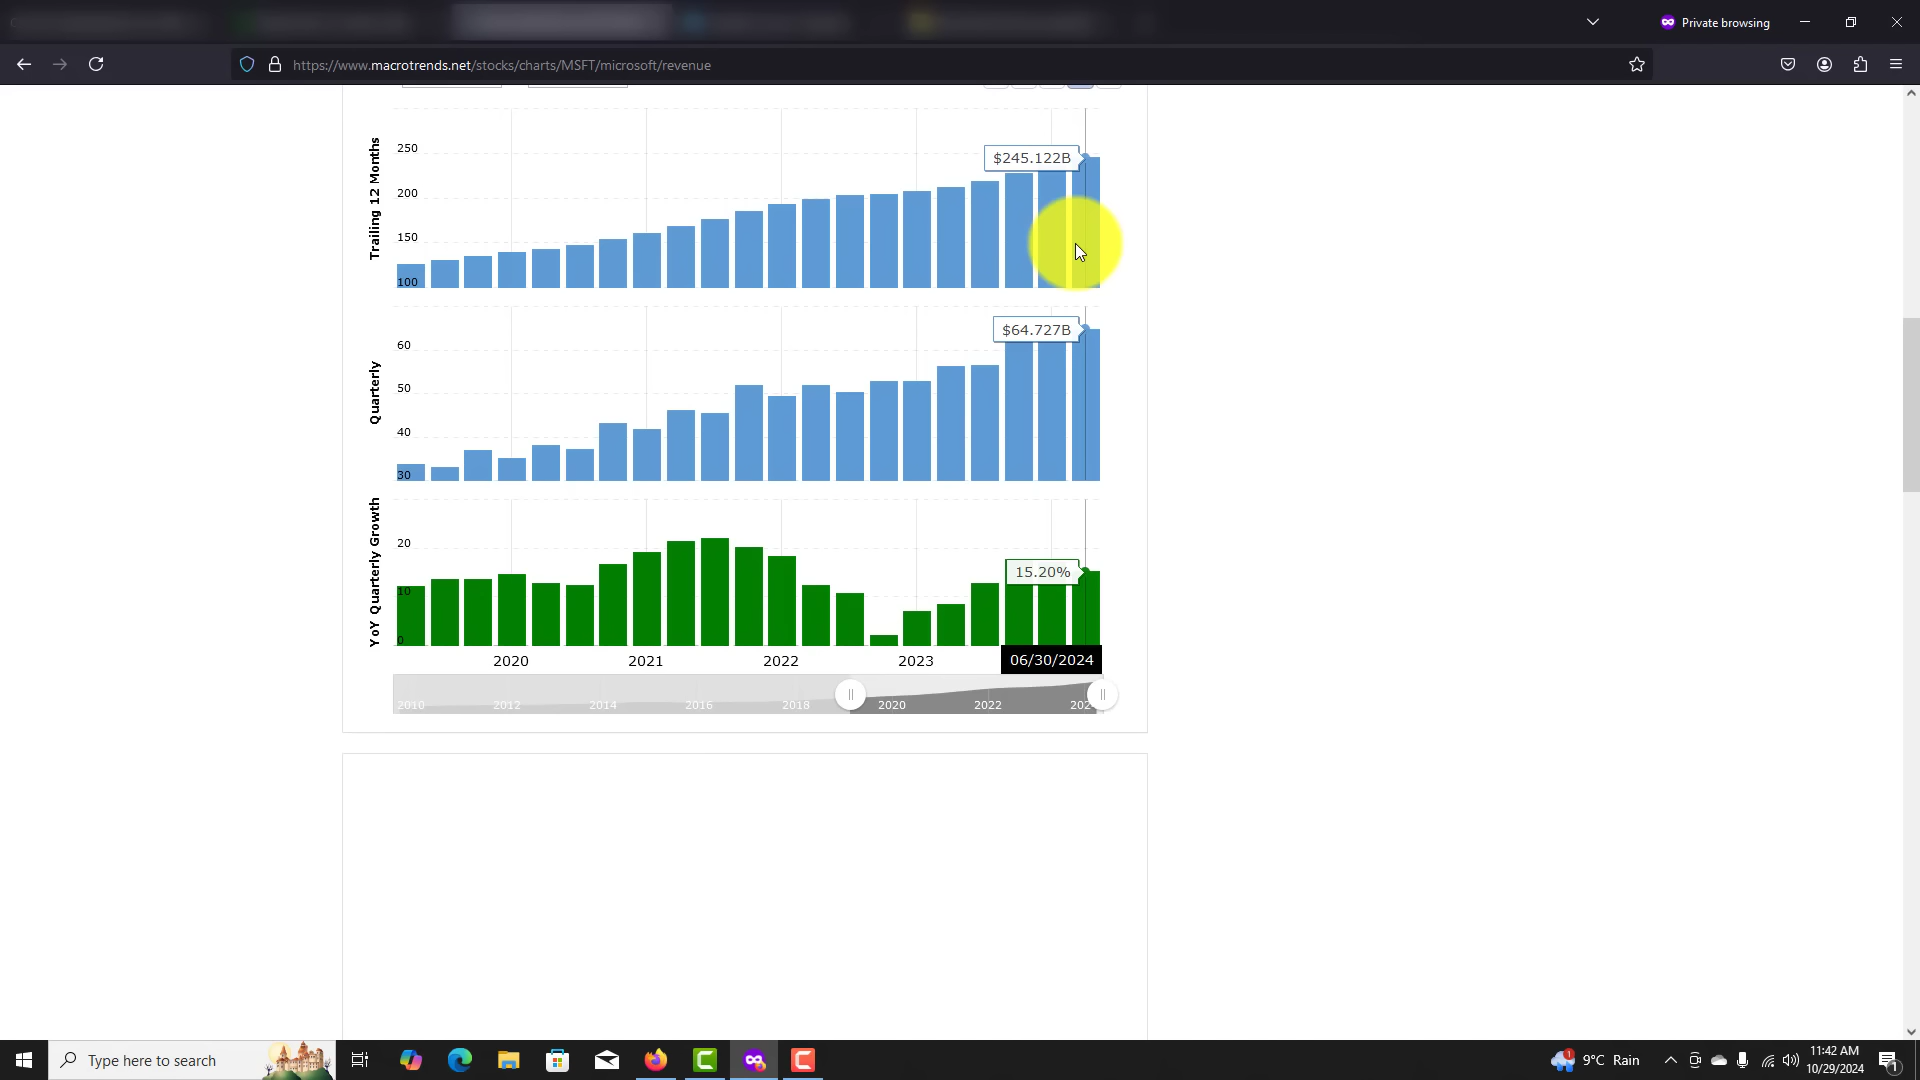 Private browsing
https://www.macrotrends.net/stocks/charts/MSFT/microsoft/revenue
Trailing 12 Months
250
200
150
100
$245.122B
Quarterly
60
50
40
30
$64.727B
YoY Quarterly Growth
20
10
0
15.20%
2020
2021
2022
2023
06/30/2024
2010
2012
2014
2016
2018
2020
2022
Type here to search
1
9°C Rain
11:42 AM
10/29/2024
1